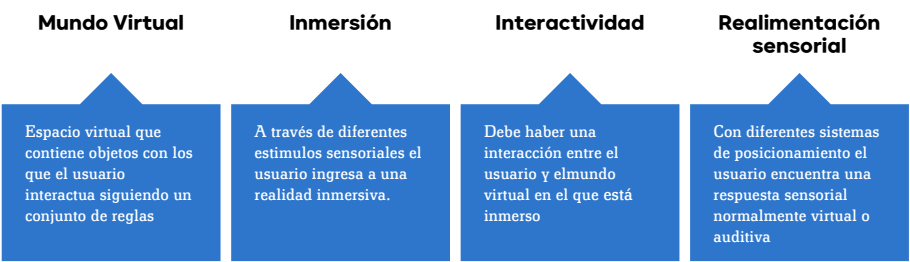 Mundo Virtual
Espacio virtual que
contiene objetos con los
que el usuario
interactua siguiendo un
conjunto de reglas
Inmersión
A través de diferentes
estimulos sensoriales el
usuario ingresa a una
realidad inmersiva.
Interactividad
Debe haber una
interacción entre el
usuario y elmundo
virtual en el que está
inmerso
Realimentación
sensorial
Con diferentes sistemas
de posicionamiento el
usuario encuentra una
respuesta sensorial
normalmente virtual o
auditiva